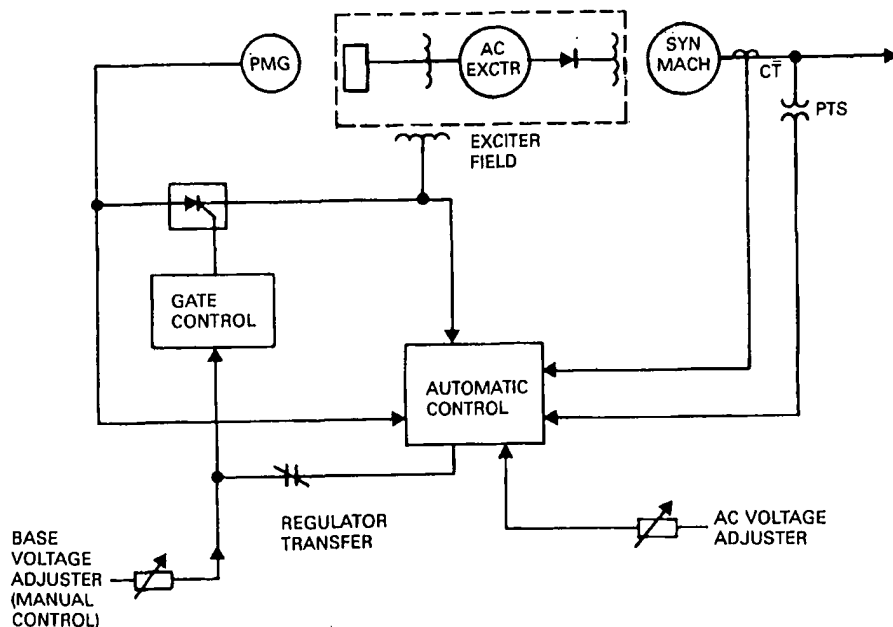 PMG
AC
EXCTR
SYN
MACH
CT
PTS
EXCITER
FIELD
GATE
CONTROL
AUTOMATIC
CONTROL
REGULATOR
TRANSFER
AC VOLTAGE
ADJUSTER
BASE
VOLTAGE
ADJUSTER
(MANUAL
CONTROL)